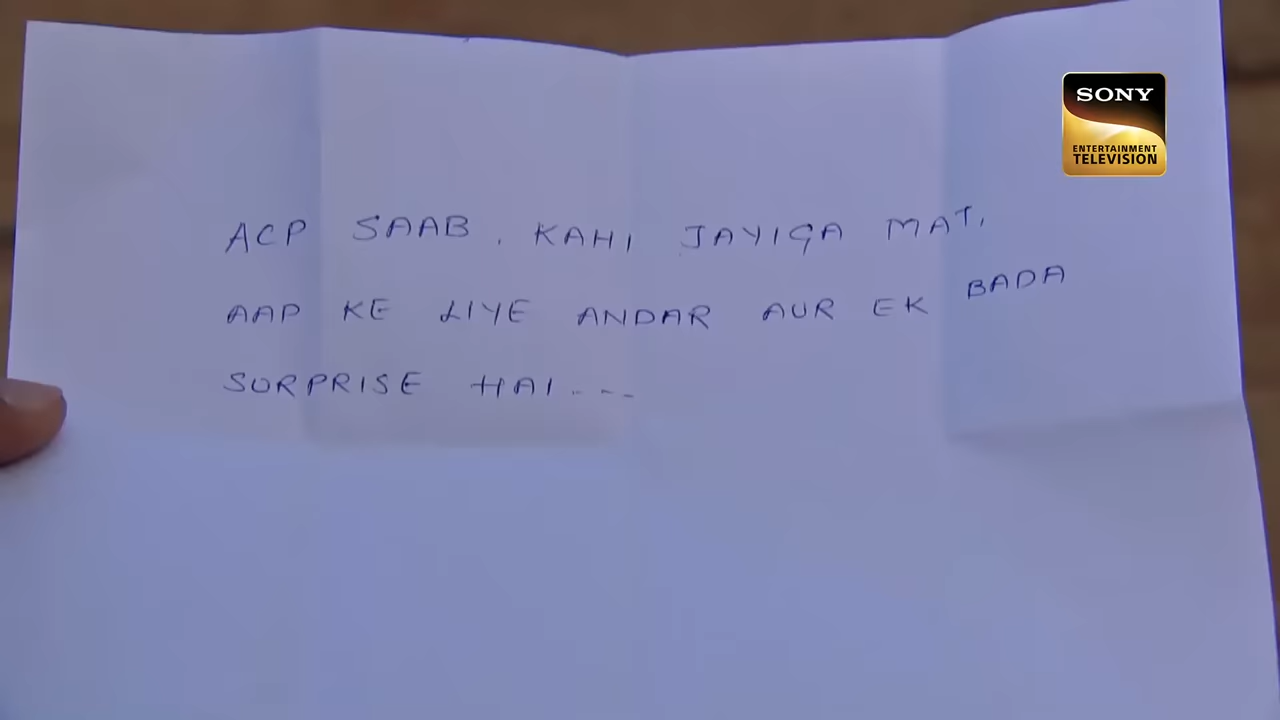 SONY
ENTERTAINMENT
TELEVISION
ACP SAAB, KAHI JAYIGA MAT,
AAP KE LIYE ANDAR AUR EK BADA
SURPRISE HAI....